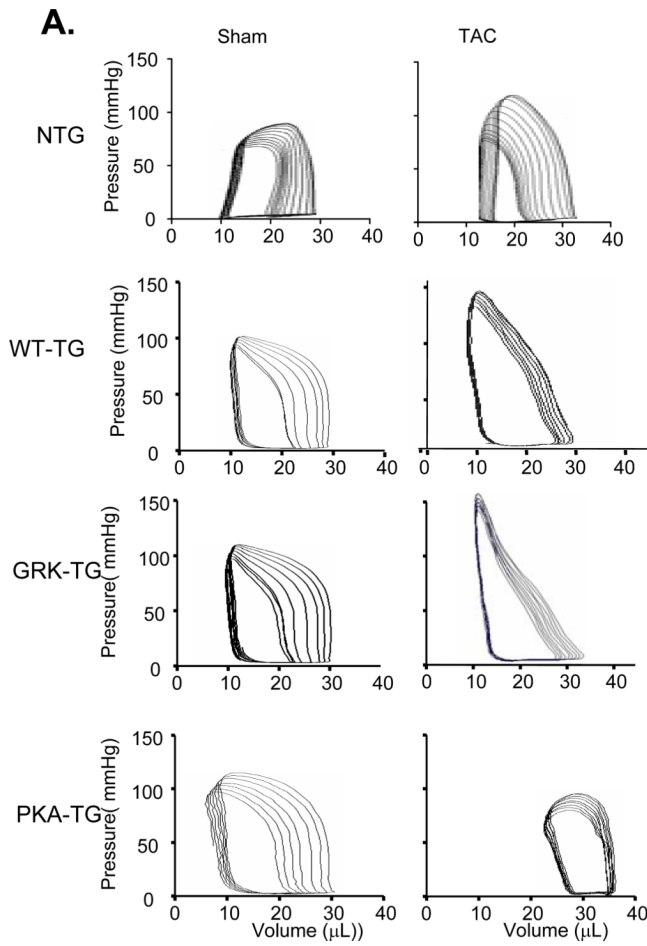 A.
Sham TAC
NTG
Pressure (mmHg)
150
100
50
0
0 10 20 30 40
0 10 20 30 40
WT-TG
Pressure (mmHg)
150
100
50
0
0 10 20 30 40
0 10 20 30 40
GRK-TG
Pressure( mmHg)
150
100
50
0
0 10 20 30 40
0 10 20 30 40
PKA-TG
Pressure( mmHg)
150
100
50
0
0 10 20 30 40
0 10 20 30 40
Volume (µL)) Volume (µL)